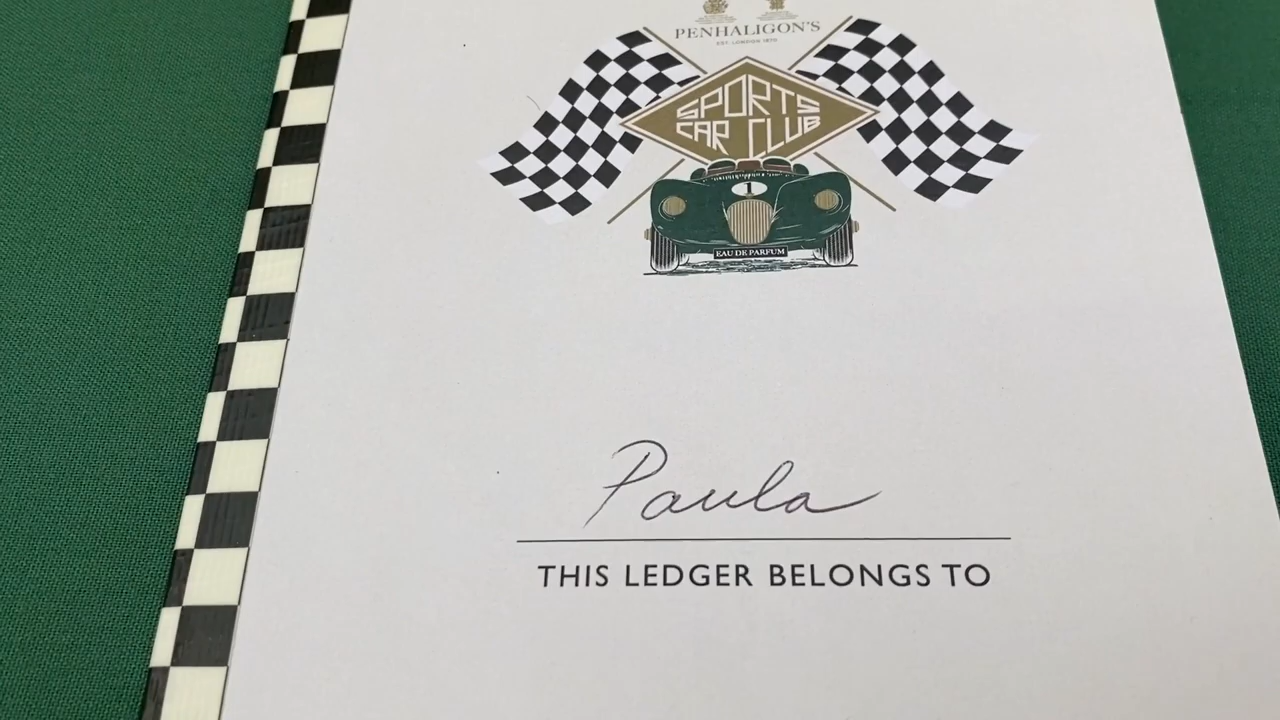 PENHALIGON'S
EST. LONDON 1870
SPORTS
CAR CLUB
1
EAU DE PARFUM
Paula
THIS LEDGER BELONGS TO